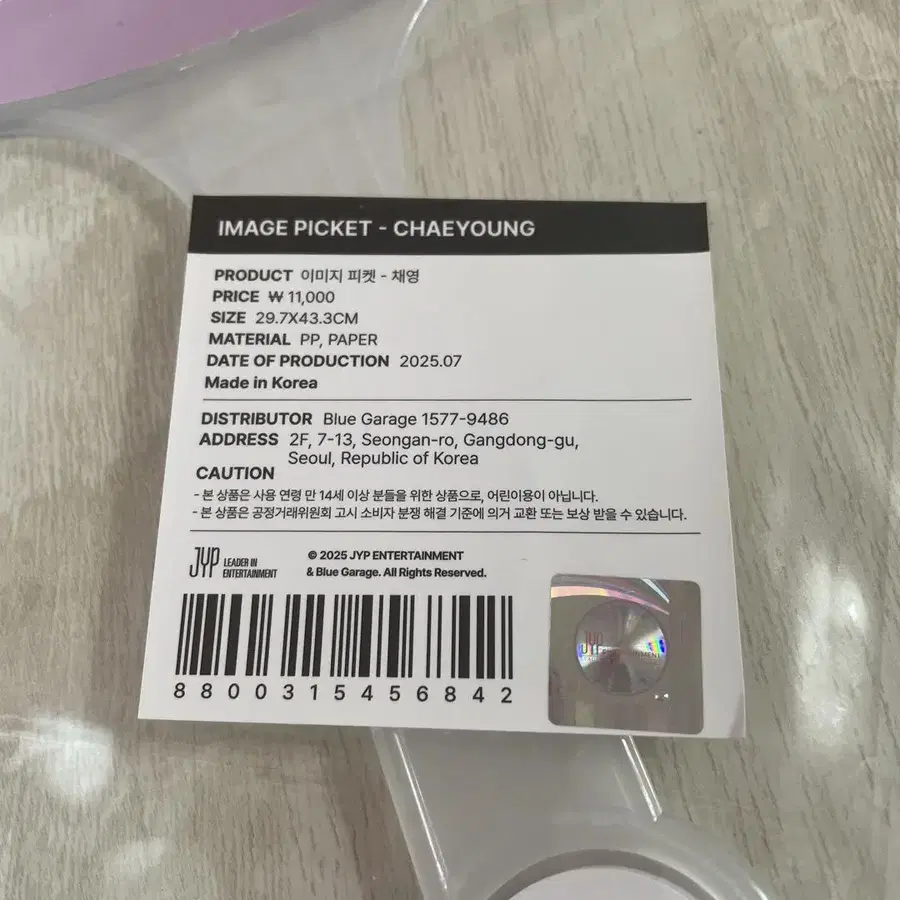 IMAGE PICKET - CHAEYOUNG
PRODUCT 이미지 피켓 - 채영
PRICE ₩ 11,000
SIZE 29.7X43.3CM
MATERIAL PP, PAPER
DATE OF PRODUCTION 2025.07
Made in Korea
DISTRIBUTOR Blue Garage 1577-9486
ADDRESS 2F, 7-13, Seongan-ro, Gangdong-gu,
Seoul, Republic of Korea
CAUTION
- 본 상품은 사용 연령 만 14세 이상 분들을 위한 상품으로, 어린이용이 아닙니다.
- 본 상품은 공정거래위원회 고시 소비자 분쟁 해결 기준에 의거 교환 또는 보상 받을 수 있습니다.
JYP LEADER IN
ENTERTAINMENT
© 2025 JYP ENTERTAINMENT
& Blue Garage. All Rights Reserved.
8800315456842
JYP